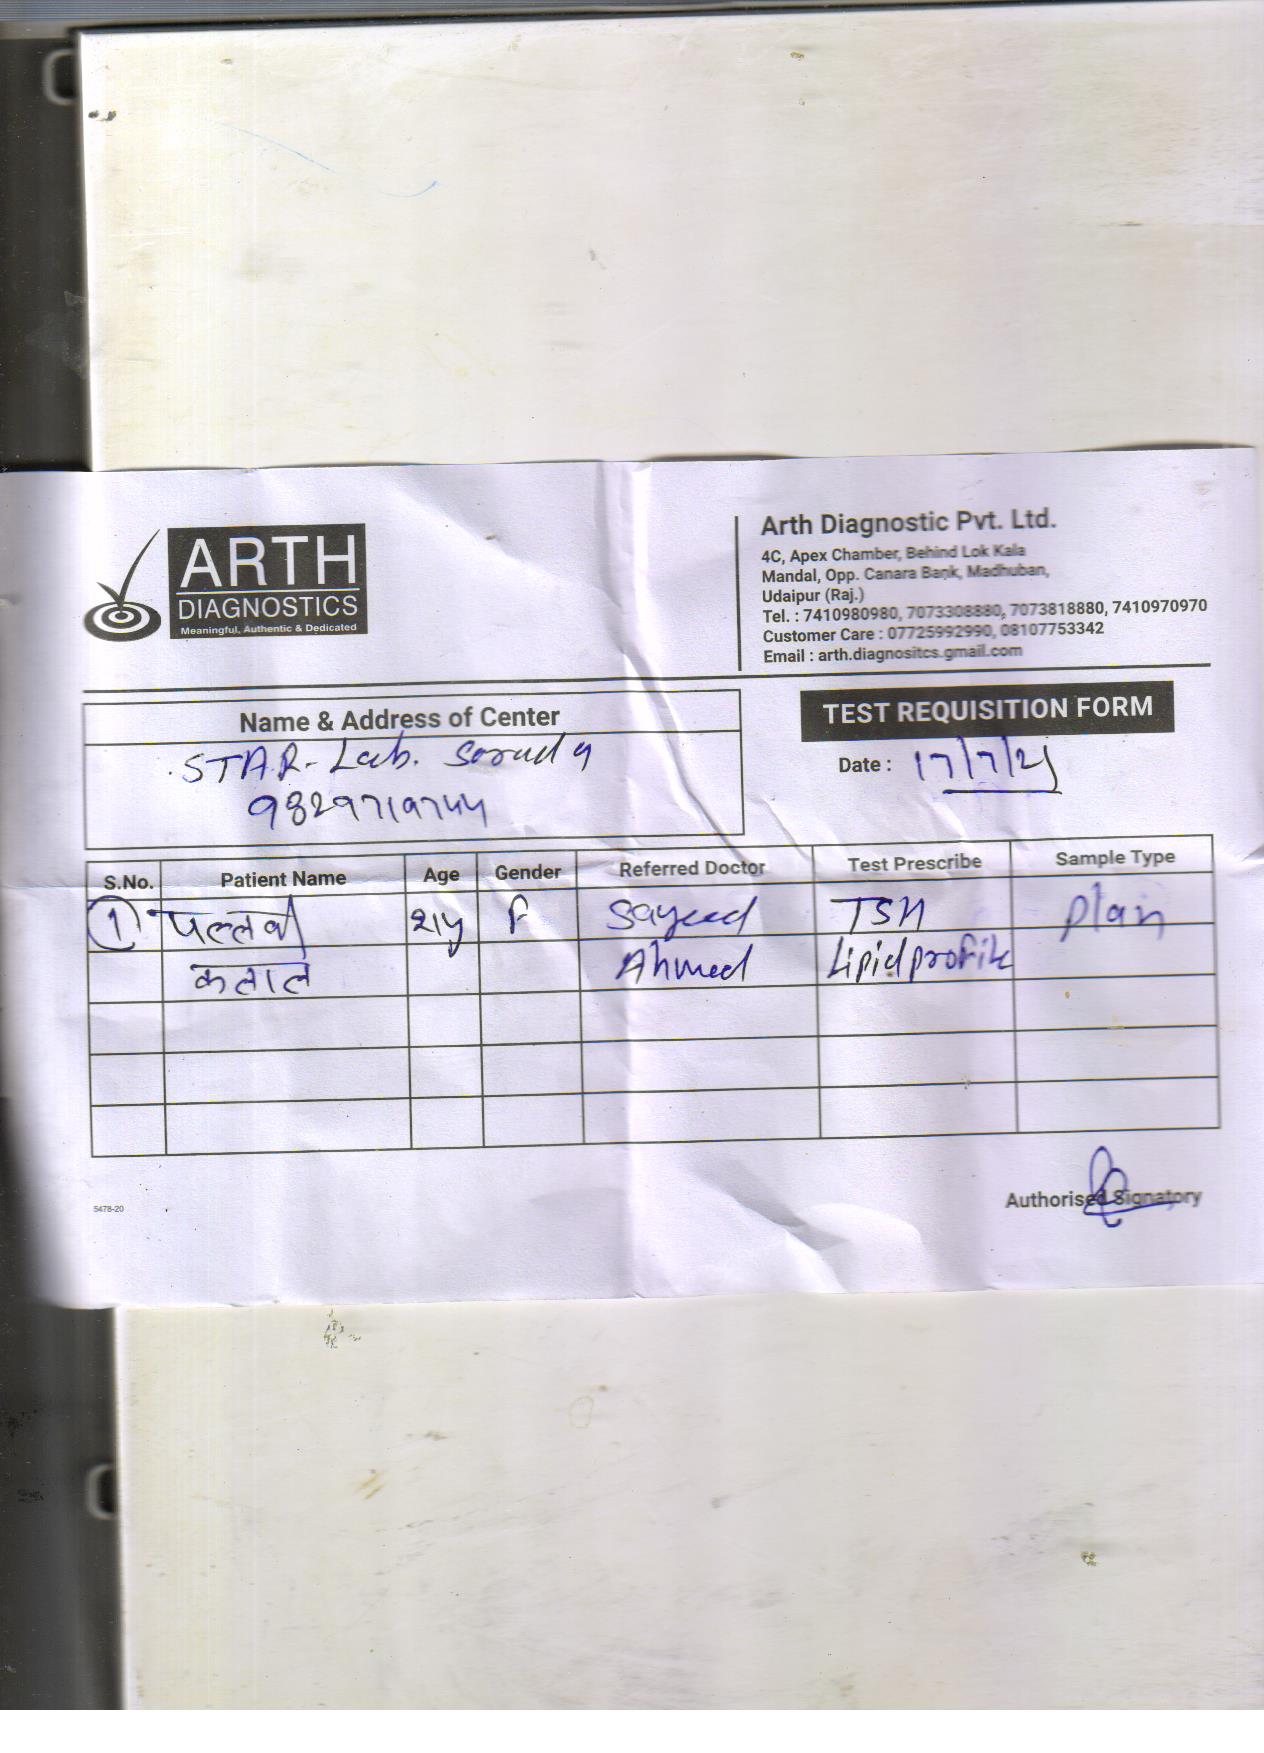 ARTH
DIAGNOSTICS
Meaningful, Authentic & Dedicated
Arth Diagnostic Pvt. Ltd.
4C, Apex Chamber, Behind Lok Kala
Mandal, Opp. Canara Bank, Madhuban,
Udaipur (Raj.)
Tel. : 7410980980, 7073308880, 7073818880, 7410970970
Customer Care : 07725992990, 08107753342
Email : arth.diagnositcs.gmail.com
Name & Address of Center
STAR- Lab.
9829719744
TEST REQUISITION FORM
Date : 17/7/21
S.No. Patient Name Age Gender Referred Doctor Test Prescribe Sample Type
1 पल्लवी F Sayeed TSH Plain
कलाल Ahmed Lipid profile
5478-20
Authorised Signatory